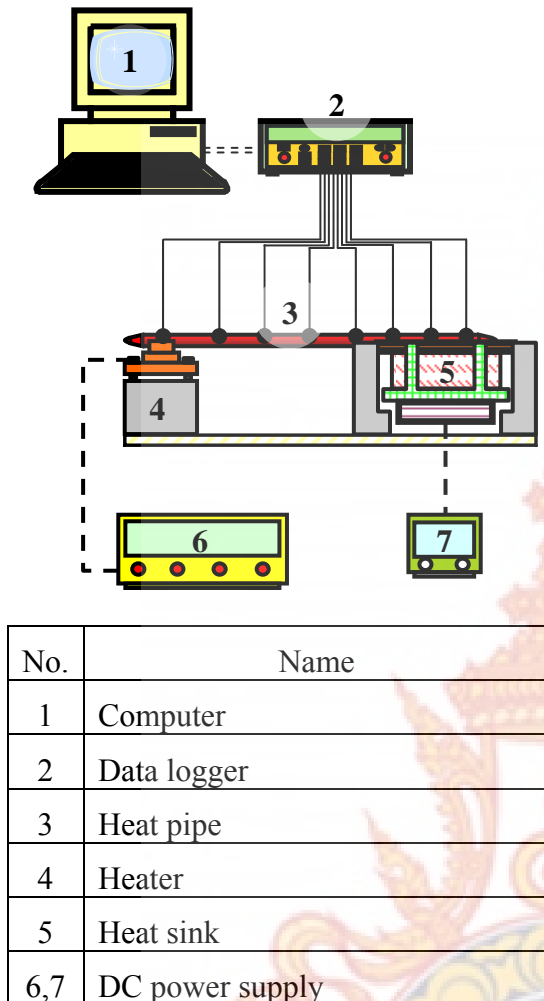 1
2
3
4
5
6
7
No. Name
1 Computer
2 Data logger
3 Heat pipe
4 Heater
5 Heat sink
6,7 DC power supply